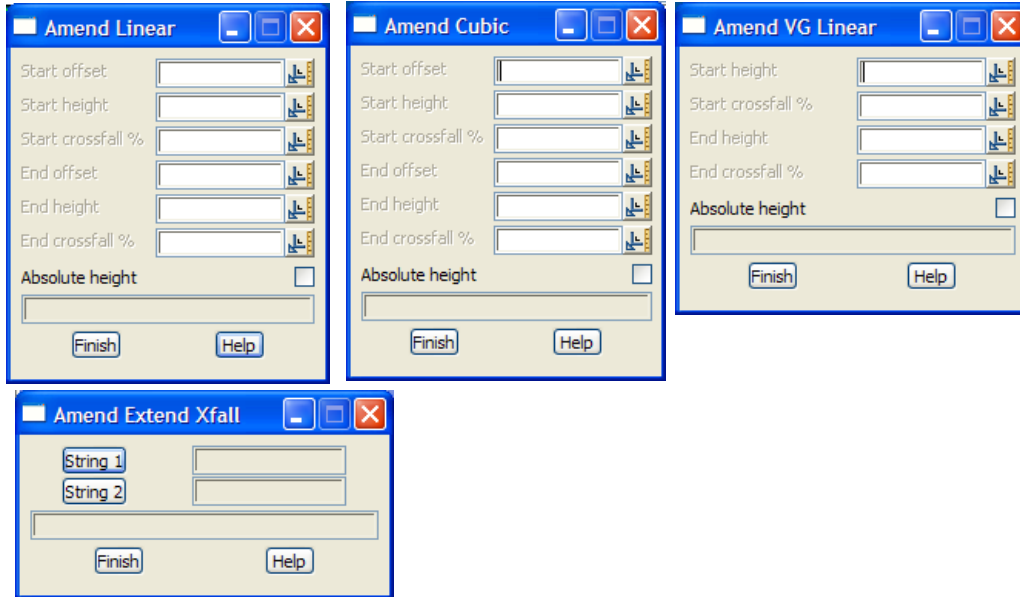 Amend Linear
Start offset
Start height
Start crossfall %
End offset
End height
End crossfall %
Absolute height
Finish Help
Amend Cubic
Start offset
Start height
Start crossfall %
End offset
End height
End crossfall %
Absolute height
Finish Help
Amend VG Linear
Start height
Start crossfall %
End height
End crossfall %
Absolute height
Finish Help
Amend Extend Xfall
String 1
String 2
Finish Help